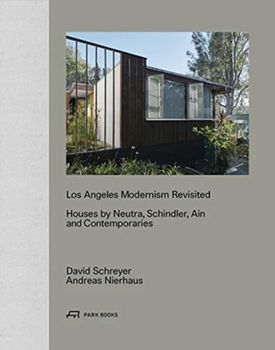 Los Angeles Modernism Revisited
Houses by Neutra, Schindler, Ain
and Contemporaries
David Schreyer
Andreas Nierhaus
PARK BOOKS